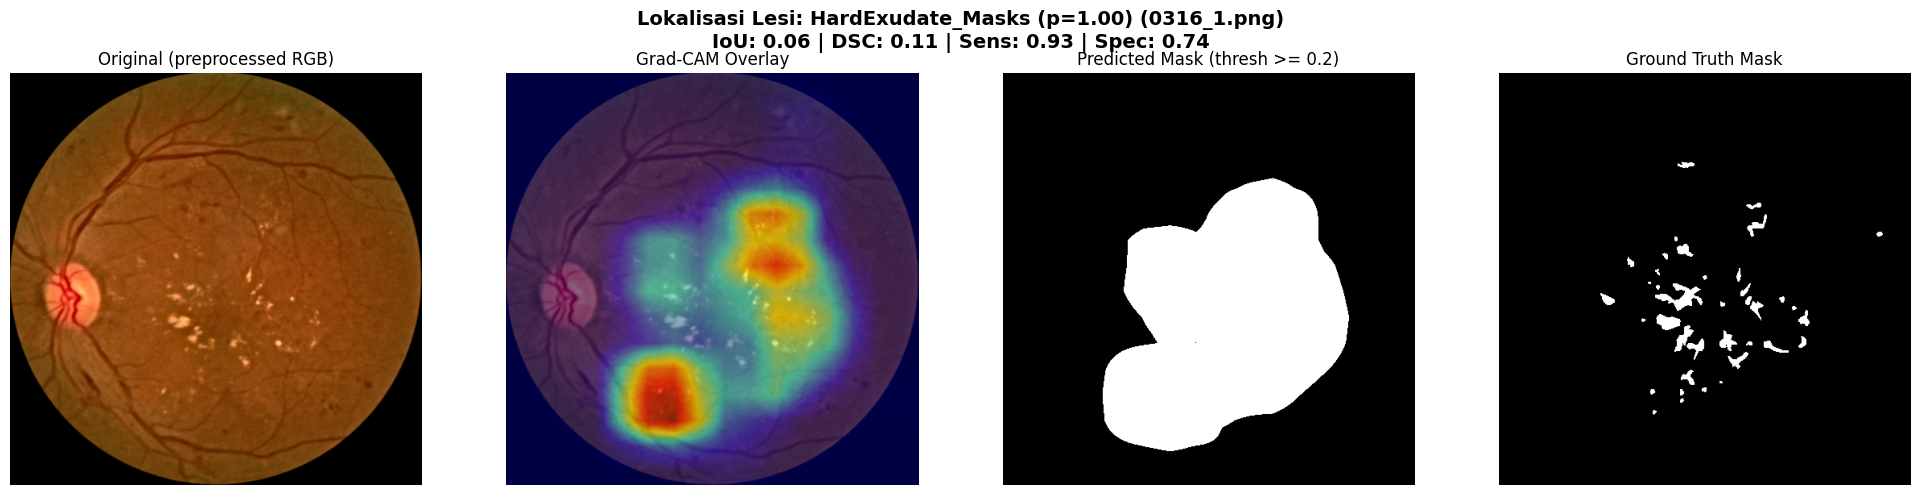 Lokalisasi Lesi: HardExudate_Masks (p=1.00) (0316_1.png)
IoU: 0.06 | DSC: 0.11 | Sens: 0.93 | Spec: 0.74
Original (preprocessed RGB)
Grad-CAM Overlay
Predicted Mask (thresh >= 0.2)
Ground Truth Mask